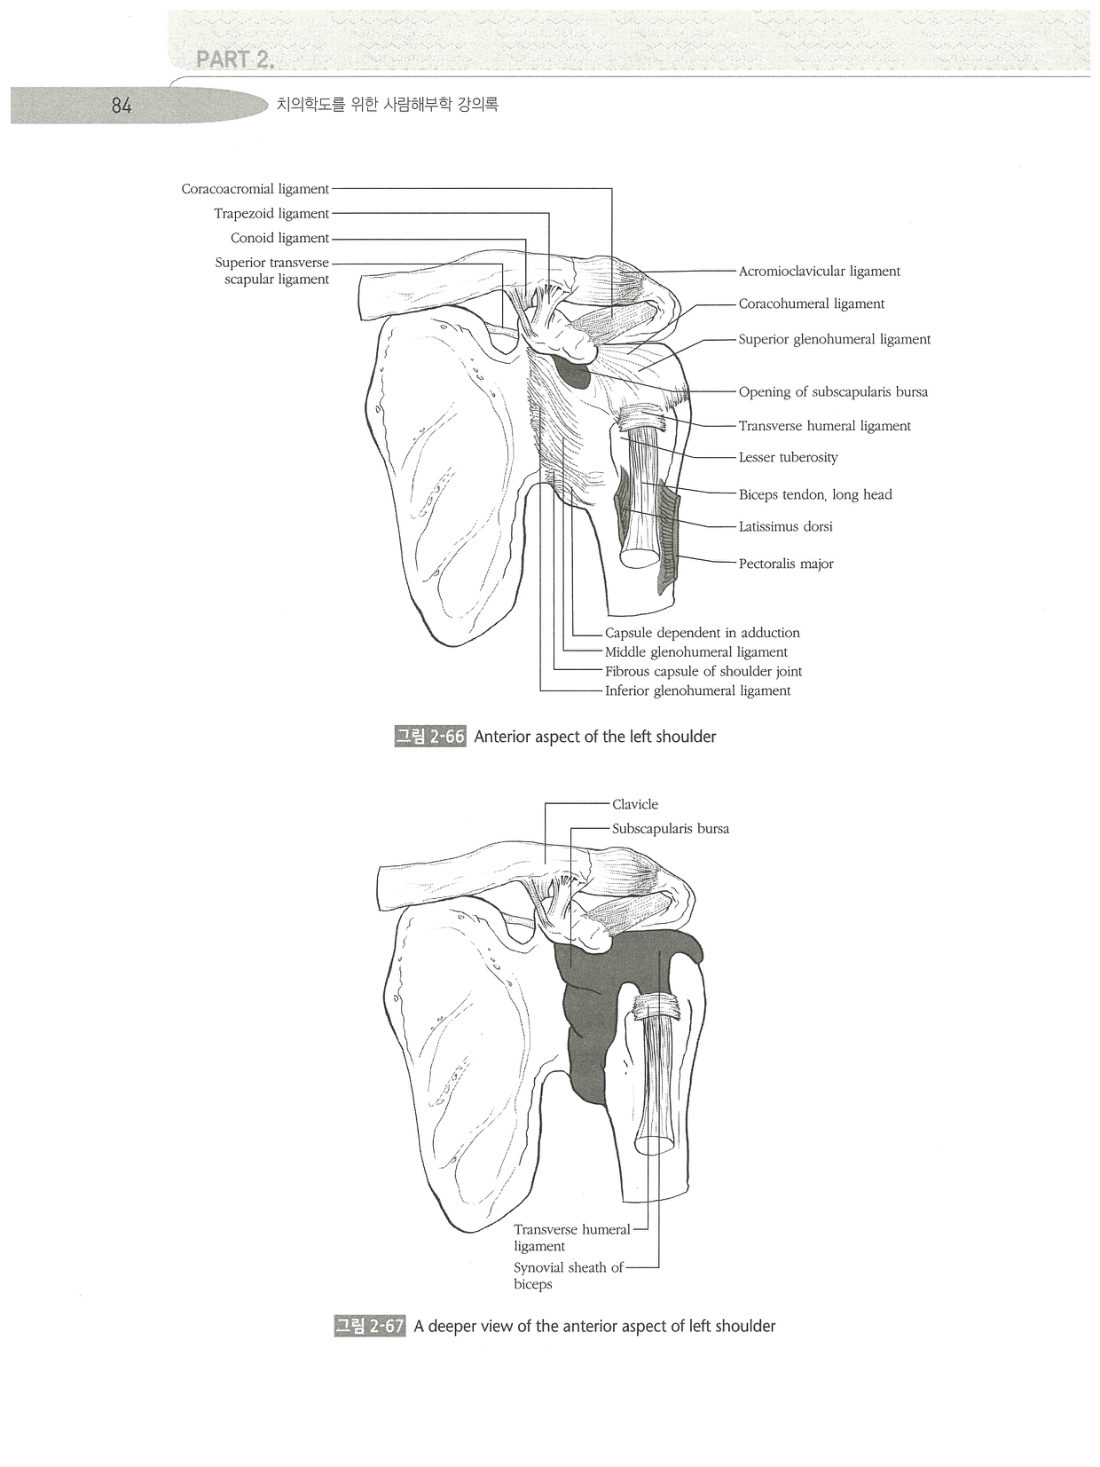 PART 2.
84
치의학도를 위한 사람해부학 강의록
Coracoacromial ligament
Trapezoid ligament
Conoid ligament
Superior transverse
scapular ligament
Acromioclavicular ligament
Coracohumeral ligament
Superior glenohumeral ligament
Opening of subscapularis bursa
Transverse humeral ligament
Lesser tuberosity
Biceps tendon, long head
Latissimus dorsi
Pectoralis major
Capsule dependent in adduction
Middle glenohumeral ligament
Fibrous capsule of shoulder joint
Inferior glenohumeral ligament
그림 2-66 Anterior aspect of the left shoulder
Clavicle
Subscapularis bursa
Transverse humeral
ligament
Synovial sheath of
biceps
그림 2-67 A deeper view of the anterior aspect of left shoulder